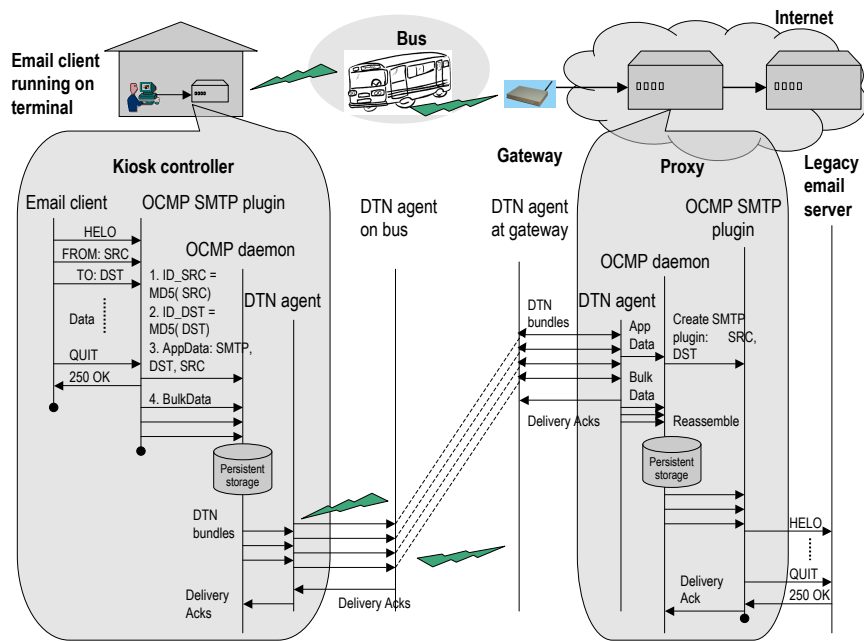 Internet
Bus
Email client
running on
terminal
Gateway
Kiosk controller
Proxy
Legacy
email
server
Email client
OCMP SMTP plugin
DTN agent
on bus
DTN agent
at gateway
OCMP SMTP
plugin
OCMP daemon
OCMP daemon
DTN agent
DTN agent
HELO
FROM: SRC
TO: DST
Data
QUIT
250 OK
1. ID_SRC =
MD5( SRC)
2. ID_DST =
MD5( DST)
3. AppData: SMTP,
DST, SRC
4. BulkData
Persistent
storage
DTN
bundles
Delivery
Acks
Delivery Acks
DTN
bundles
Delivery Acks
App
Data
Bulk
Data
Create SMTP
plugin: SRC,
DST
Reassemble
Persistent
storage
HELO
QUIT
250 OK
Delivery
Ack